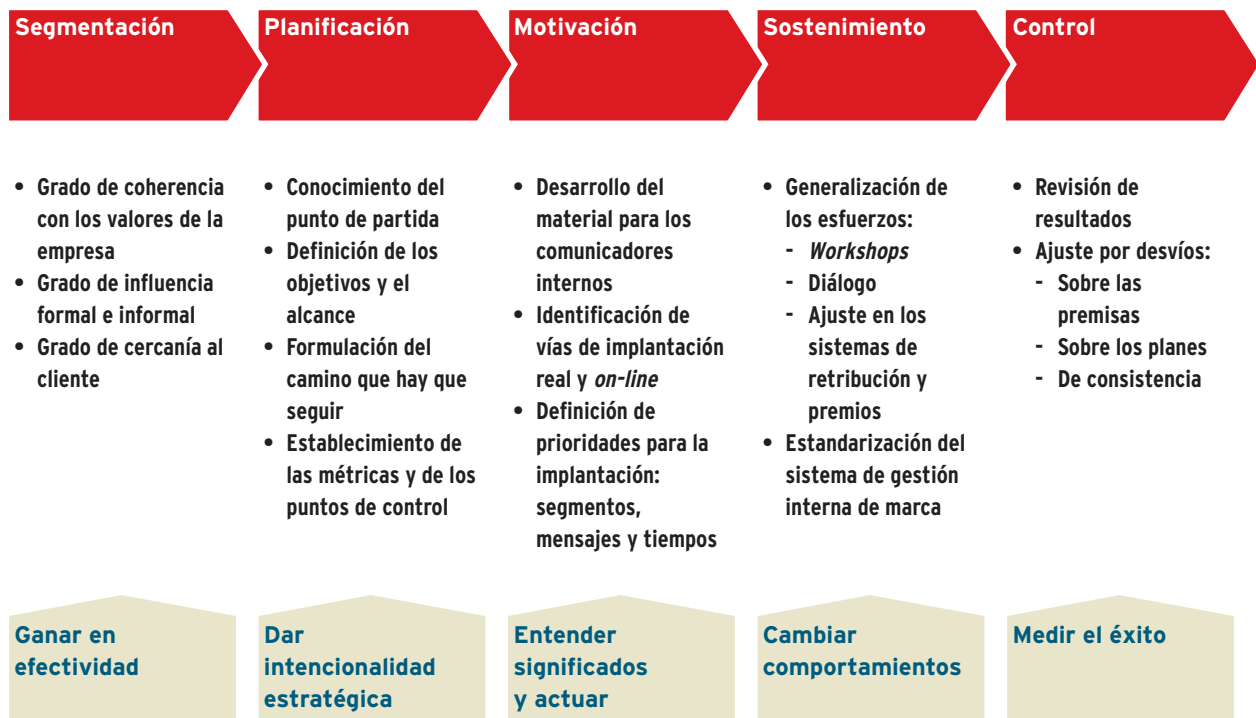 Segmentación
Planificación
Motivación
Sostenimiento
Control
• Grado de coherencia
con los valores de la
empresa
• Grado de influencia
formal e informal
• Grado de cercanía al
cliente
• Conocimiento del
punto de partida
• Definición de los
objetivos y el
alcance
• Formulación del
camino que hay que
seguir
• Establecimiento de
las métricas y de los
puntos de control
• Desarrollo del
material para los
comunicadores
internos
• Identificación de
vías de implantación
real y on-line
• Definición de
prioridades para la
implantación:
segmentos,
mensajes y tiempos
• Generalización de
los esfuerzos:
- Workshops
- Diálogo
- Ajuste en los
sistemas de
retribución y
premios
• Estandarización del
sistema de gestión
interna de marca
• Revisión de
resultados
• Ajuste por desvíos:
- Sobre las
premisas
- Sobre los planes
- De consistencia
Ganar en
efectividad
Dar
intencionalidad
estratégica
Entender
significados
y actuar
Cambiar
comportamientos
Medir el éxito